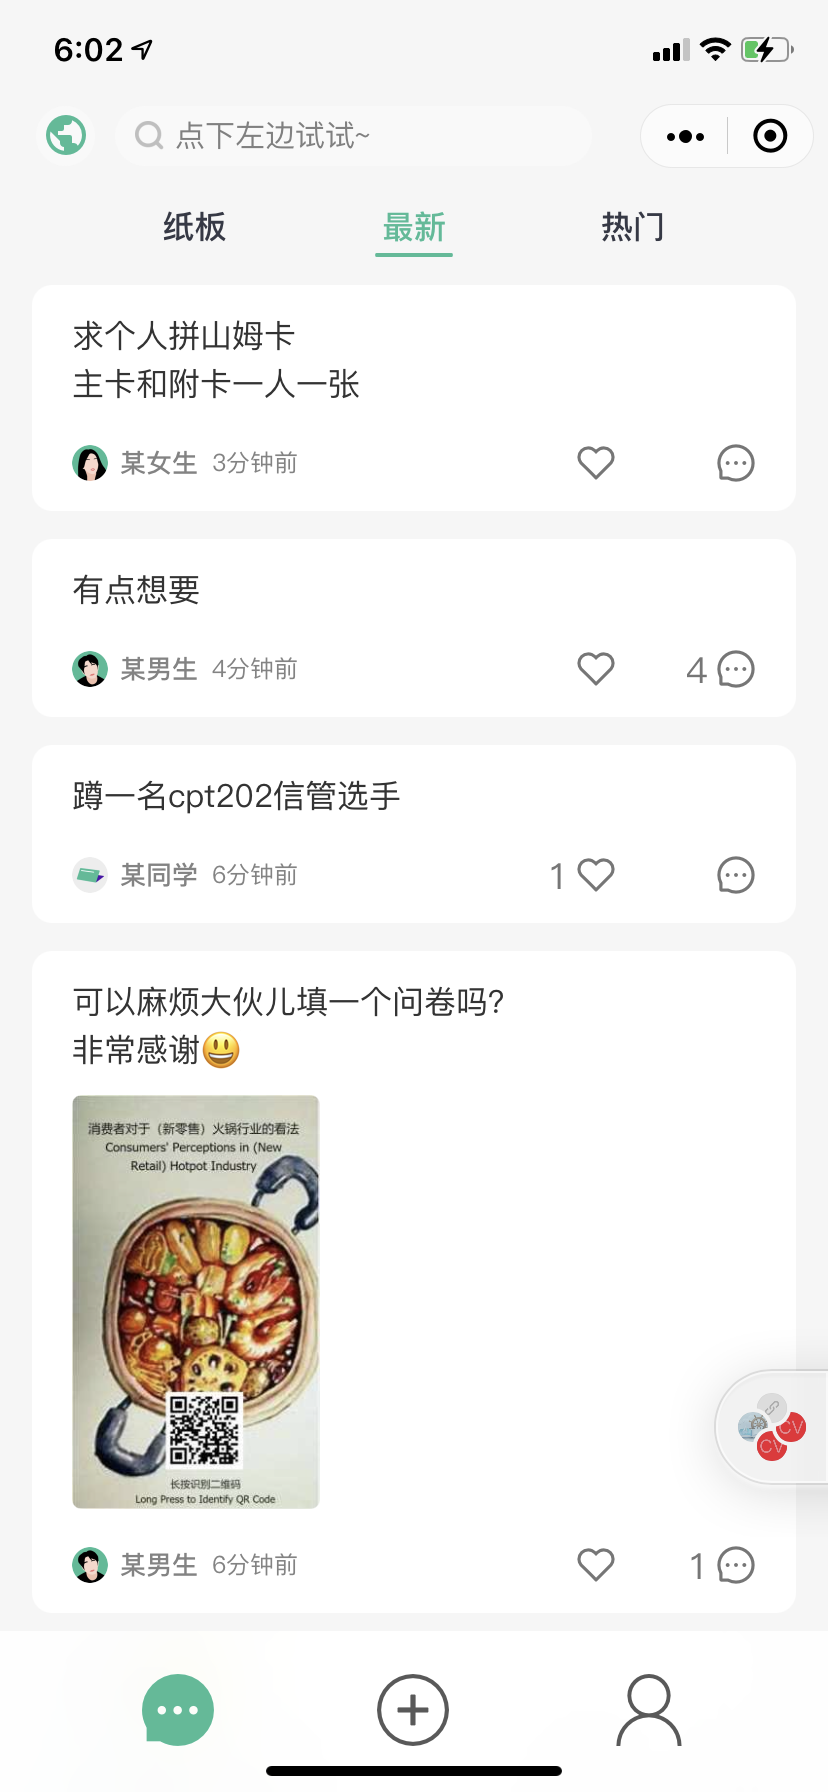 6:02
点下左边试试~
纸板 最新 热门
求个人拼山姆卡
主卡和附卡一人一张
某女生 3分钟前
有点想要
某男生 4分钟前 4
蹲一名cpt202信管选手
某同学 6分钟前 1
可以麻烦大伙儿填一个问卷吗?
非常感谢😃
消费者对于（新零售）火锅行业的看法
Consumers' Perceptions in (New
Retail) Hotpot Industry
长按识别二维码
Long Press to Identify QR Code
CV
CV
某男生 6分钟前 1